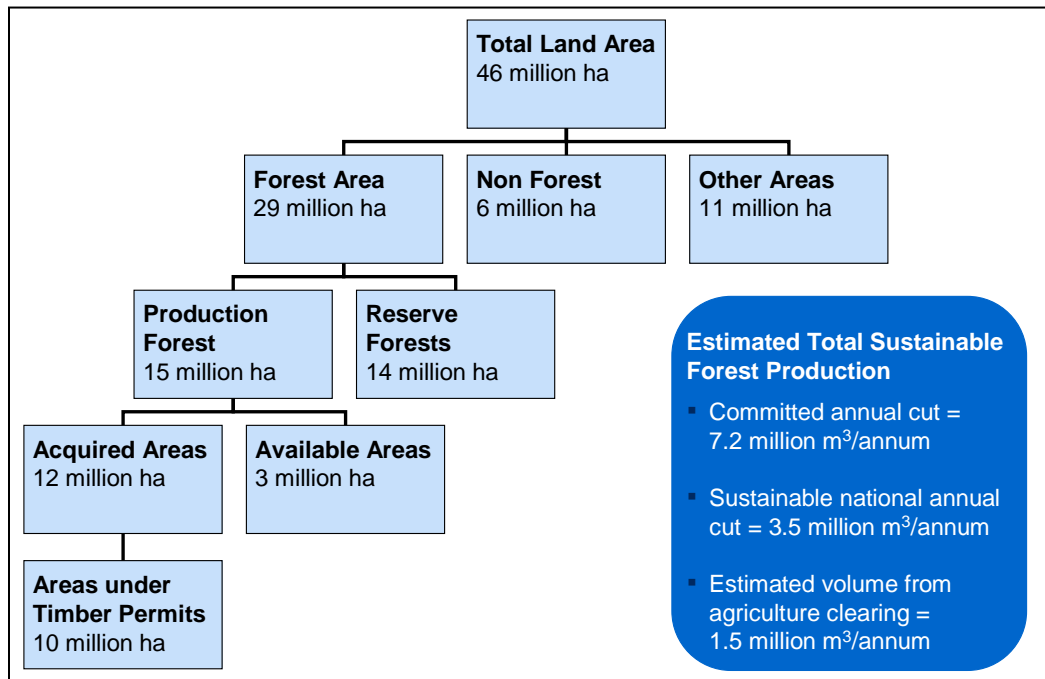 Total Land Area
46 million ha
Forest Area
29 million ha
Non Forest
6 million ha
Other Areas
11 million ha
Production
Forest
15 million ha
Reserve
Forests
14 million ha
Acquired Areas
12 million ha
Available Areas
3 million ha
Areas under
Timber Permits
10 million ha
Estimated Total Sustainable
Forest Production
▪ Committed annual cut =
7.2 million m³/annum
▪ Sustainable national annual
cut = 3.5 million m³/annum
▪ Estimated volume from
agriculture clearing =
1.5 million m³/annum